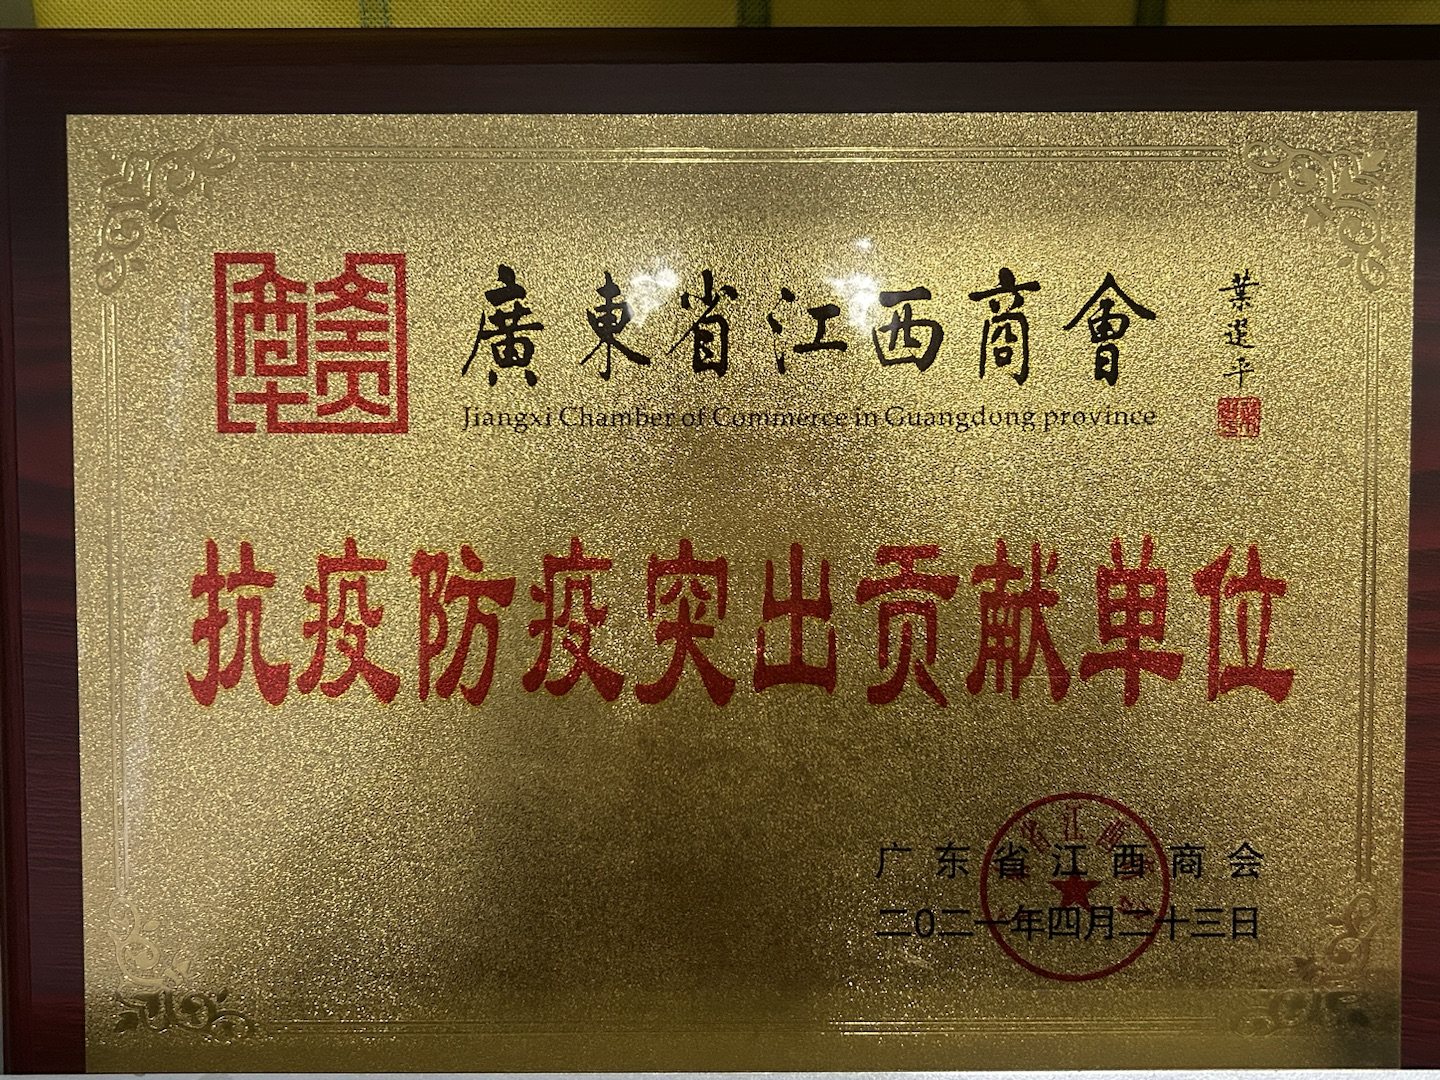 廣東省江西商會
Jiangxi Chamber of Commerce in Guangdong province
葉選平
抗疫防疫突出贡献单位
广东省江西商会
二0二一年四月二十三日